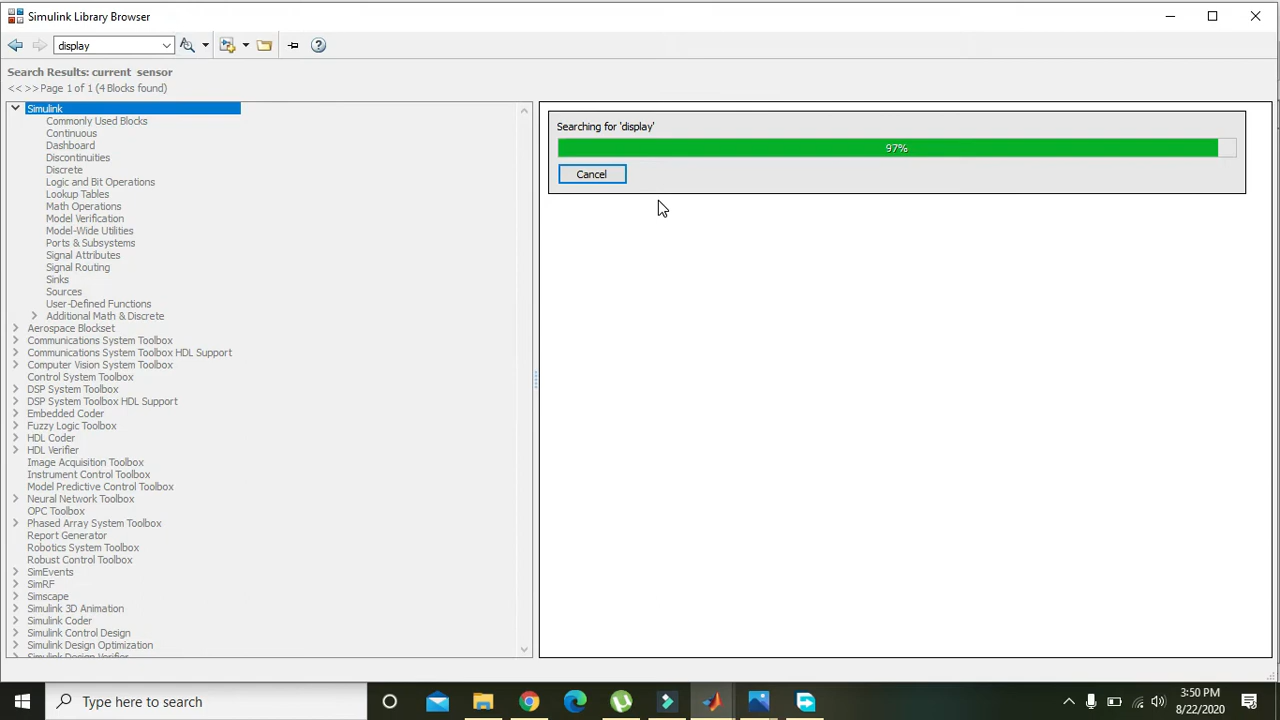 Simulink Library Browser
display
Search Results: current sensor
<< >>Page 1 of 1 (4 Blocks found)
Simulink
Commonly Used Blocks
Continuous
Dashboard
Discontinuities
Discrete
Logic and Bit Operations
Lookup Tables
Math Operations
Model Verification
Model-Wide Utilities
Ports & Subsystems
Signal Attributes
Signal Routing
Sinks
Sources
User-Defined Functions
Additional Math & Discrete
Aerospace Blockset
Communications System Toolbox
Communications System Toolbox HDL Support
Computer Vision System Toolbox
Control System Toolbox
DSP System Toolbox
DSP System Toolbox HDL Support
Embedded Coder
Fuzzy Logic Toolbox
HDL Coder
HDL Verifier
Image Acquisition Toolbox
Instrument Control Toolbox
Model Predictive Control Toolbox
Neural Network Toolbox
OPC Toolbox
Phased Array System Toolbox
Report Generator
Robotics System Toolbox
Robust Control Toolbox
SimEvents
SimRF
Simscape
Simulink 3D Animation
Simulink Coder
Simulink Control Design
Simulink Design Optimization
Simulink Design Verifier
Searching for 'display'
97%
Cancel
Type here to search
3:50 PM
8/22/2020